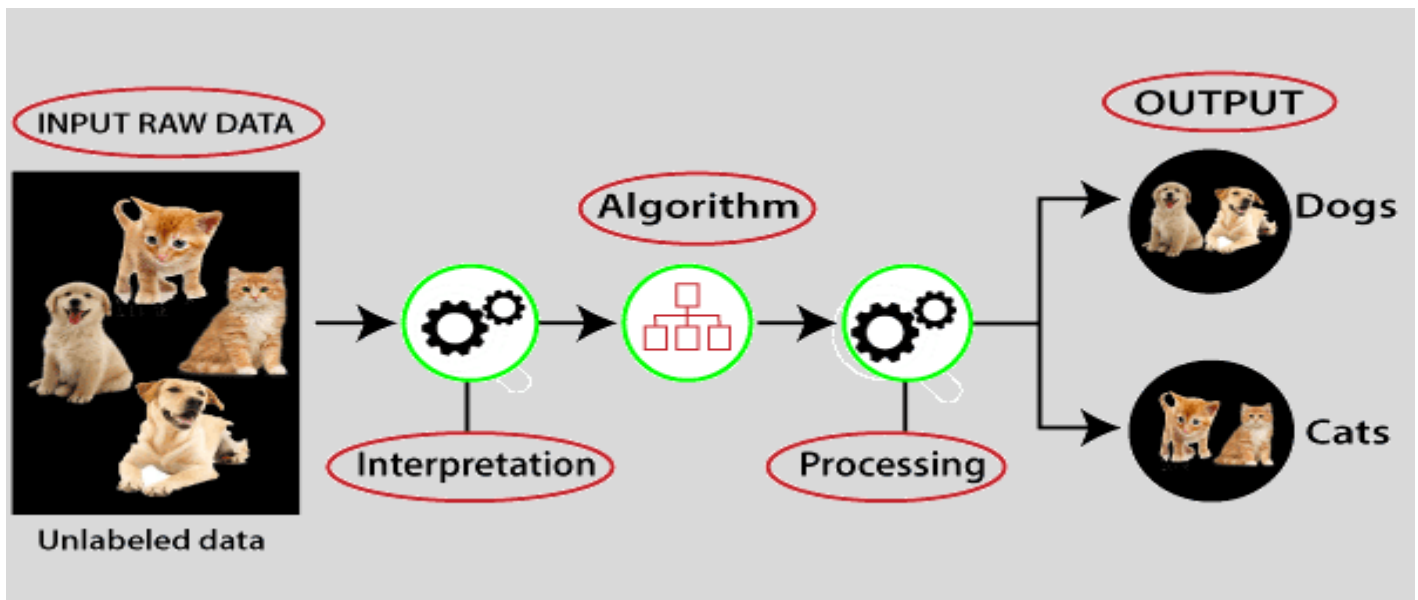 INPUT RAW DATA
Unlabeled data
Interpretation
Algorithm
Processing
OUTPUT
Dogs
Cats